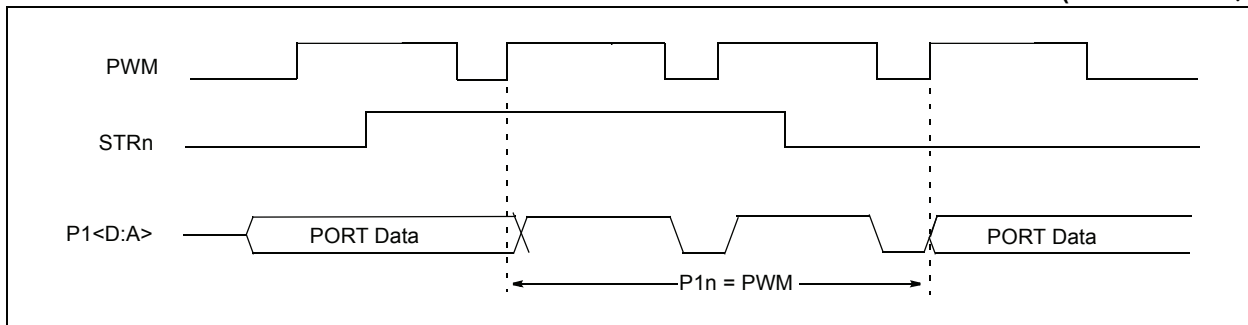 PWM
STRn
P1<D:A>
PORT Data
PORT Data
P1n = PWM